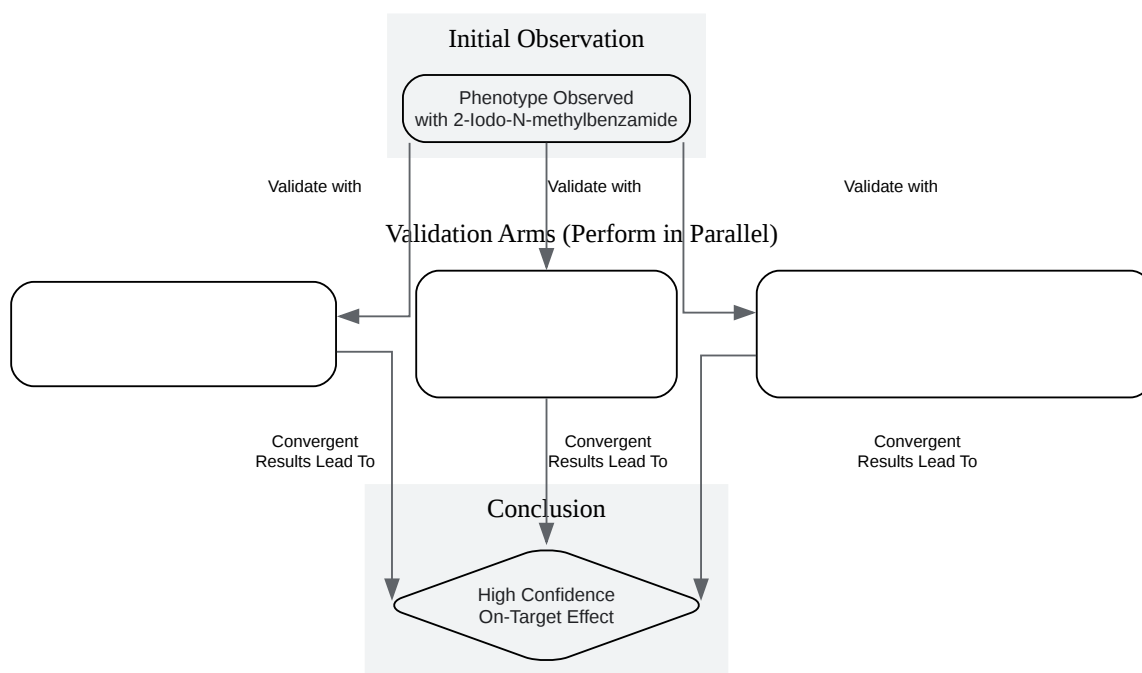 Initial Observation
Phenotype Observed
with 2-Iodo-N-methylbenzamide
Validate with
Validate with
Validate with
Validation Arms (Perform in Parallel)
Convergent
Results Lead To
Convergent
Results Lead To
Convergent
Results Lead To
Conclusion
High Confidence
On-Target Effect